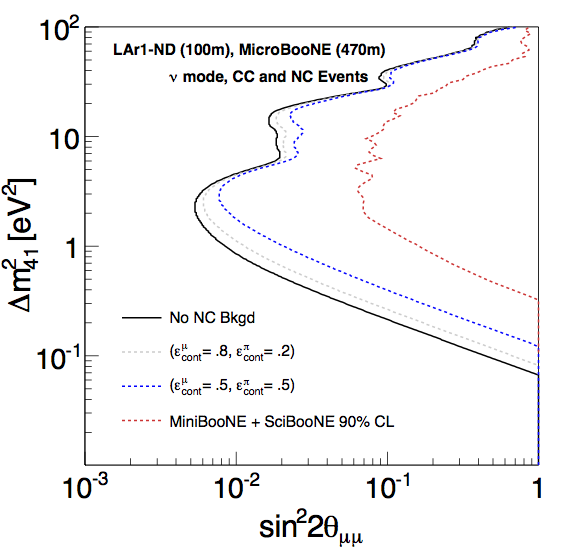 LAr1-ND (100m), MicroBooNE (470m)
ν mode, CC and NC Events
10²
10
1
10⁻¹
Δm²₄₁ [eV²]
No NC Bkgd
(ε^μ_cont= .8, ε^π_cont= .2)
(ε^μ_cont= .5, ε^π_cont= .5)
MiniBooNE + SciBooNE 90% CL
10⁻³ 10⁻² 10⁻¹ 1
sin²2θ_μμ